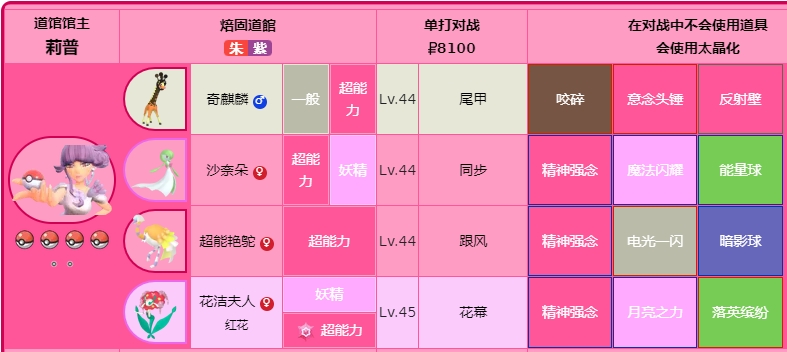 道馆馆主
莉普
焙固道館
朱 紫
单打对战
₽8100
在对战中不会使用道具
会使用太晶化
奇麒麟 ♂ 一般 超能力 Lv.44 尾甲 咬碎 意念头锤 反射壁
沙奈朵 ♀ 超能力 妖精 Lv.44 同步 精神强念 魔法闪耀 能量球
超能艳鸵 ♀ 超能力 Lv.44 跟风 精神强念 电光一闪 暗影球
花洁夫人 ♀ 红花 妖精 超能力 Lv.45 花幕 精神强念 月亮之力 落英缤纷